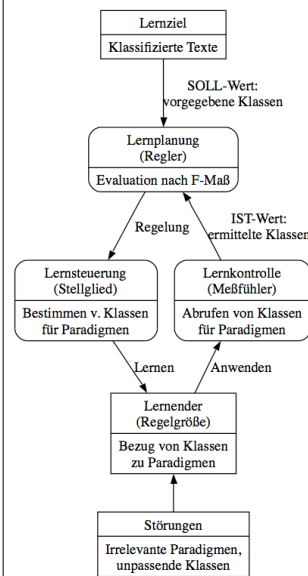 Lernziel
Klassifizierte Texte
SOLL-Wert:
vorgegebene Klassen
Lernplanung
(Regler)
Evaluation nach F-Maß
Regelung
IST-Wert:
ermittelte Klassen
Lernsteuerung
(Stellglied)
Bestimmen v. Klassen
für Paradigmen
Lernkontrolle
(Meßfühler)
Abrufen von Klassen
für Paradigmen
Lernen
Anwenden
Lernender
(Regelgröße)
Bezug von Klassen
zu Paradigmen
Störungen
Irrelevante Paradigmen,
unpassende Klassen